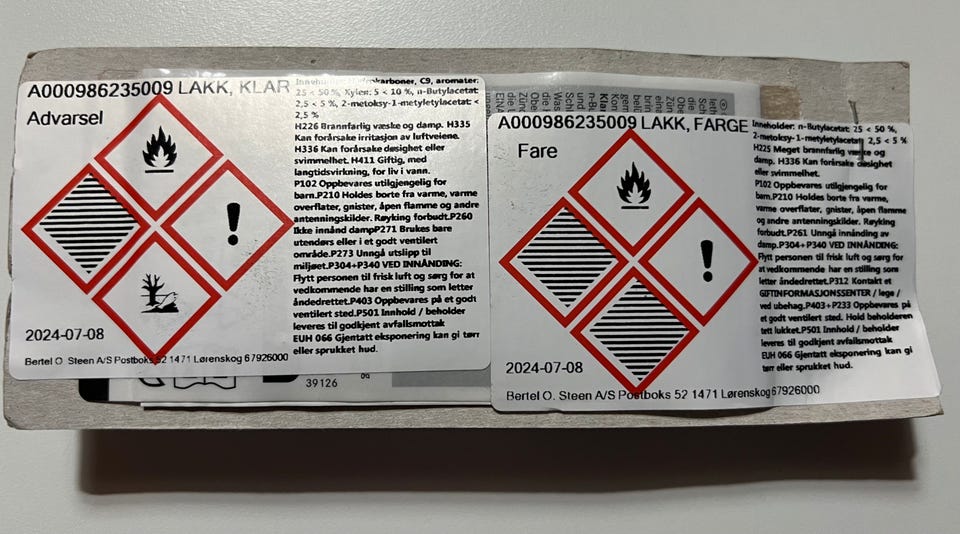 A000986235009 LAKK, KLAR
Advarsel
2024-07-08
Bertel O. Steen A/S Postboks 52 1471 Lørenskog 67926000
Inneholder: Hydrokarboner, C9, aromater:
25 < 50 %, Xylen: 5 < 10 %, n-Butylacetat:
2,5 < 5 %, 2-metoksy-1-metyletylacetat: <
2,5 %
H226 Brannfarlig væske og damp. H335
Kan forårsake irritasjon av luftveiene.
H336 Kan forårsake døsighet eller
svimmelhet. H411 Giftig, med
langtidsvirkning, for liv i vann.
P102 Oppbevares utilgjengelig for
barn.P210 Holdes borte fra varme, varme
overflater, gnister, åpen flamme og andre
antenningskilder. Røyking forbudt.P260
Ikke innånd dampP271 Brukes bare
utendørs eller i et godt ventilert
område.P273 Unngå utslipp til
miljøet.P304+P340 VED INNÅNDING:
Flytt personen til frisk luft og sørg for at
vedkommende har en stilling som letter
åndedrettet.P403 Oppbevares på et godt
ventilert sted.P501 Innhold / beholder
leveres til godkjent avfallsmottak
EUH 066 Gjentatt eksponering kan gi tørr
eller sprukket hud.
39126
A000986235009 LAKK, FARGE
Fare
2024-07-08
Bertel O. Steen A/S Postboks 52 1471 Lørenskog 67926000
Inneholder: n-Butylacetat: 25 < 50 %,
2-metoksy-1-metyletylacetat: 2,5 < 5 %
H225 Meget brannfarlig væske og
damp. H336 Kan forårsake døsighet
eller svimmelhet.
P102 Oppbevares utilgjengelig for
barn.P210 Holdes borte fra varme,
varme overflater, gnister, åpen flamme
og andre antenningskilder. Røyking
forbudt.P261 Unngå innånding av
damp.P304+P340 VED INNÅNDING:
Flytt personen til frisk luft og sørg for at
vedkommende har en stilling som letter
åndedrettet.P312 Kontakt et
GIFTINFORMASJONSSENTER / lege /
ved ubehag.P403+P233 Oppbevares på
et godt ventilert sted. Hold beholderen
tett lukket.P501 Innhold / beholder
leveres til godkjent avfallsmottak
EUH 066 Gjentatt eksponering kan gi
tørr eller sprukket hud.